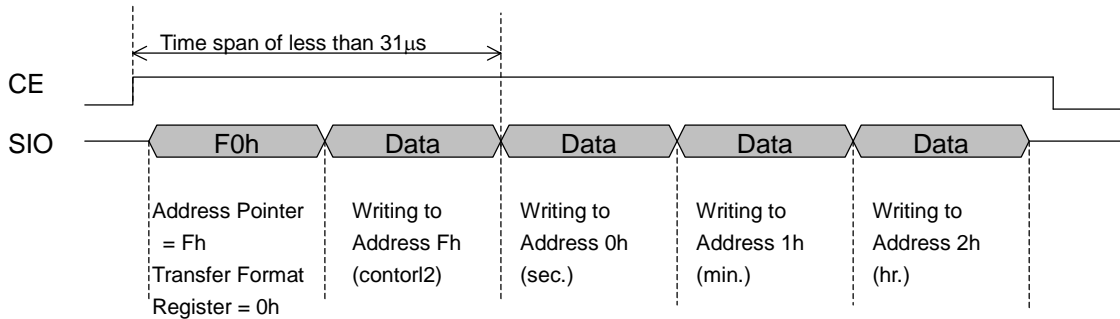 Time span of less than 31μs
CE
SIO
F0h
Data
Data
Data
Data
Address Pointer
= Fh
Transfer Format
Register = 0h
Writing to
Address Fh
(contorl2)
Writing to
Address 0h
(sec.)
Writing to
Address 1h
(min.)
Writing to
Address 2h
(hr.)